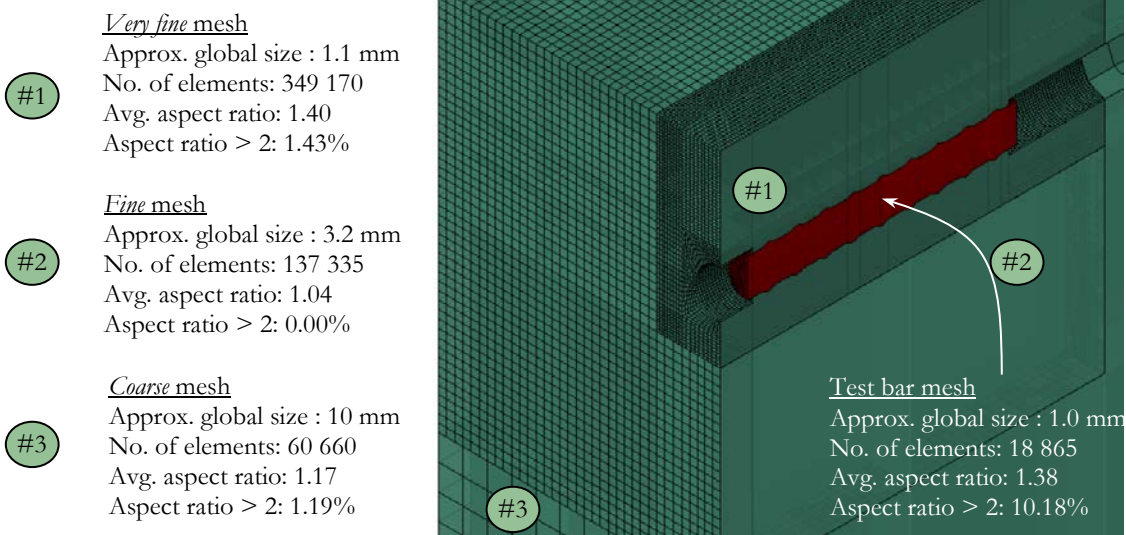 #1
Very fine mesh
Approx. global size : 1.1 mm
No. of elements: 349 170
Avg. aspect ratio: 1.40
Aspect ratio > 2: 1.43%
#2
Fine mesh
Approx. global size : 3.2 mm
No. of elements: 137 335
Avg. aspect ratio: 1.04
Aspect ratio > 2: 0.00%
#3
Coarse mesh
Approx. global size : 10 mm
No. of elements: 60 660
Avg. aspect ratio: 1.17
Aspect ratio > 2: 1.19%
#1
#2
#3
Test bar mesh
Approx. global size : 1.0 mm
No. of elements: 18 865
Avg. aspect ratio: 1.38
Aspect ratio > 2: 10.18%